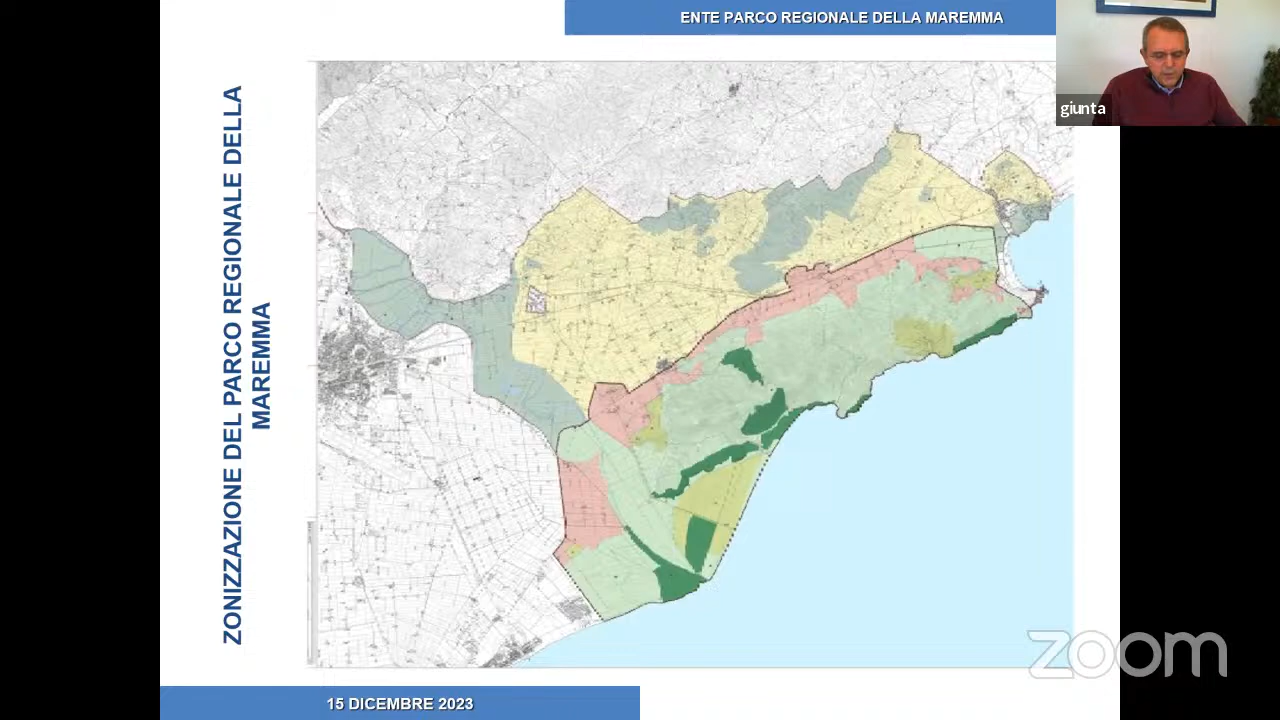 ENTE PARCO REGIONALE DELLA MAREMMA
giunta
ZONIZZAZIONE DEL PARCO REGIONALE DELLA
MAREMMA
15 DICEMBRE 2023
zoom